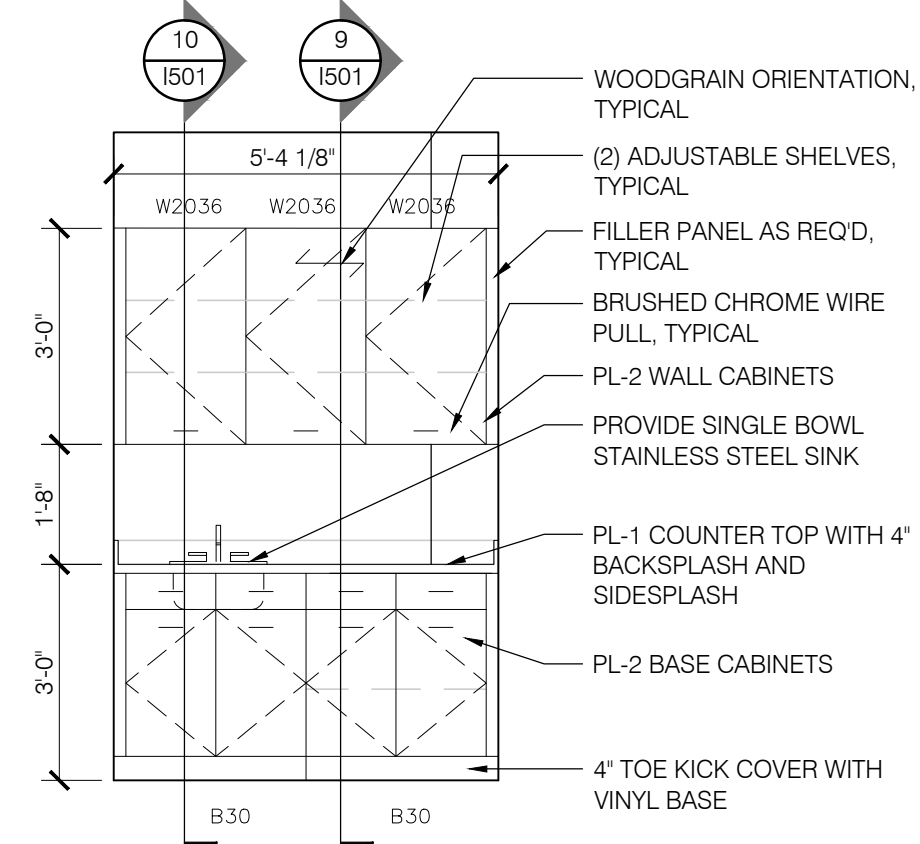 10
I501
9
I501
5'-4 1/8"
W2036 W2036 W2036
3'-0"
1'-8"
3'-0"
WOODGRAIN ORIENTATION,
TYPICAL
(2) ADJUSTABLE SHELVES,
TYPICAL
FILLER PANEL AS REQ'D,
TYPICAL
BRUSHED CHROME WIRE
PULL, TYPICAL
PL-2 WALL CABINETS
PROVIDE SINGLE BOWL
STAINLESS STEEL SINK
PL-1 COUNTER TOP WITH 4"
BACKSPLASH AND
SIDESPLASH
PL-2 BASE CABINETS
4" TOE KICK COVER WITH
VINYL BASE
B30 B30